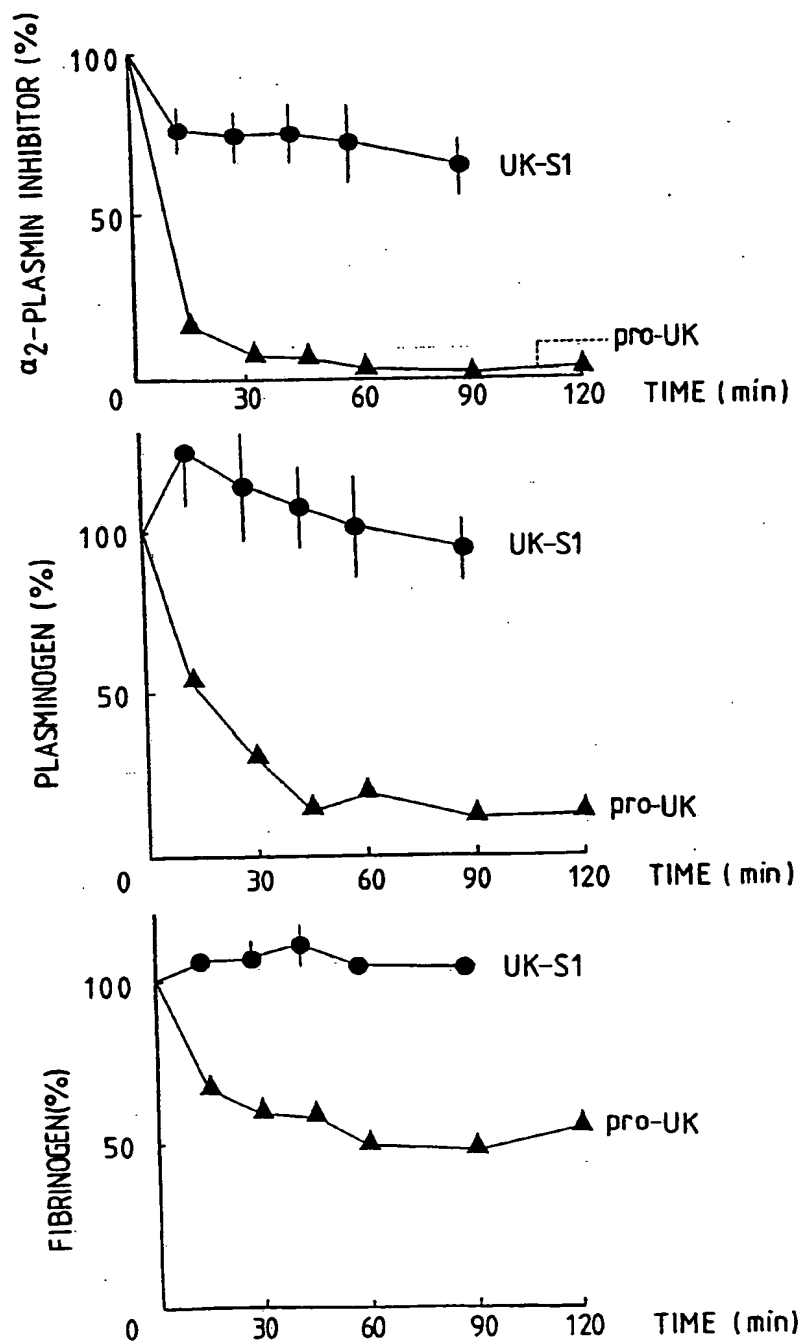 α2-PLASMIN INHIBITOR (%)
100
50
UK-S1
pro-UK
0 30 60 90 120 TIME (min)
PLASMINOGEN (%)
100
50
UK-S1
pro-UK
0 30 60 90 120 TIME (min)
FIBRINOGEN(%)
100
50
UK-S1
pro-UK
0 30 60 90 120 TIME (min)